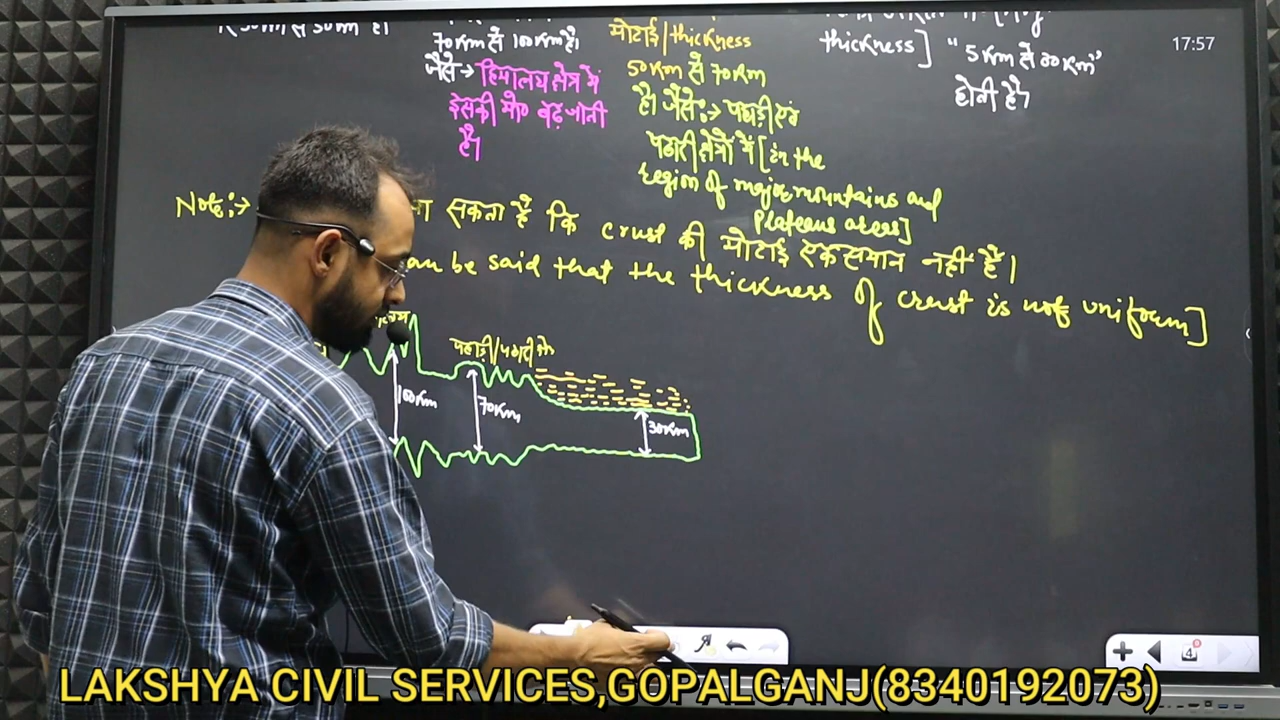 70Km से 100Km है।
मोटाई/thickness
thickness] "5Km से 30Km"
17:57
जैसे→ हिमालय क्षेत्र में
50Km से 70Km
होती है।
इसकी मो० बढ़ जाती
है।
है। जैसे:→ पहाड़ी एवं
पठारी क्षेत्रों में [in the
region of major mountains and
Plateaus areas]
Note:→ सकता है कि crust की मोटाई एकसमान नहीं है।
can be said that the thickness of crust is not uniform]
पहाड़ी/पठारी क्षे०
100Km
70Km
30Km
LAKSHYA CIVIL SERVICES,GOPALGANJ(8340192073)